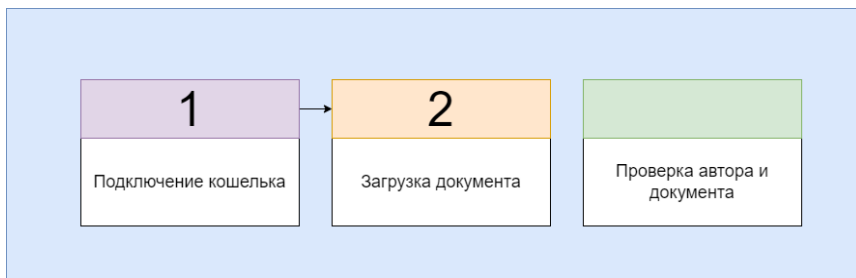 1
2
Подключение кошелька
Загрузка документа
Проверка автора и
документа